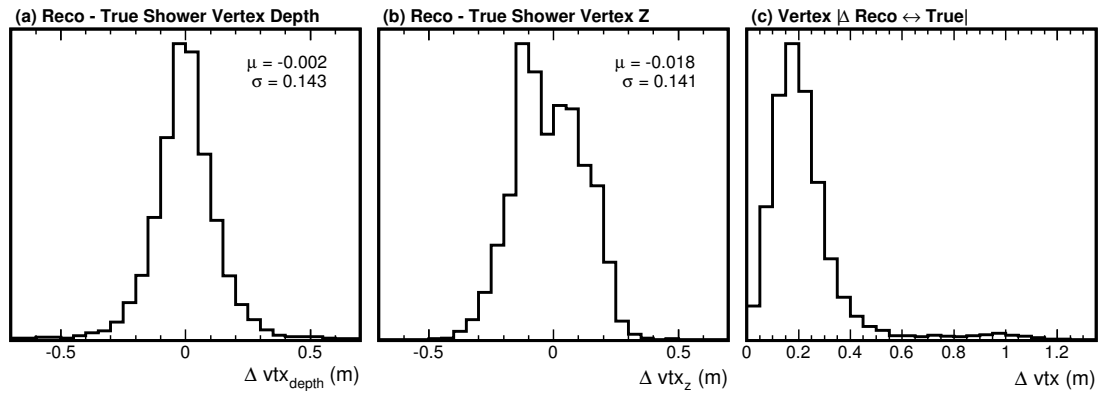 (a) Reco - True Shower Vertex Depth
μ = -0.002
σ = 0.143
-0.5 0 0.5
Δ vtx_depth (m)
(b) Reco - True Shower Vertex Z
μ = -0.018
σ = 0.141
-0.5 0 0.5
Δ vtx_z (m)
(c) Vertex |Δ Reco ↔ True|
0 0.2 0.4 0.6 0.8 1 1.2
Δ vtx (m)